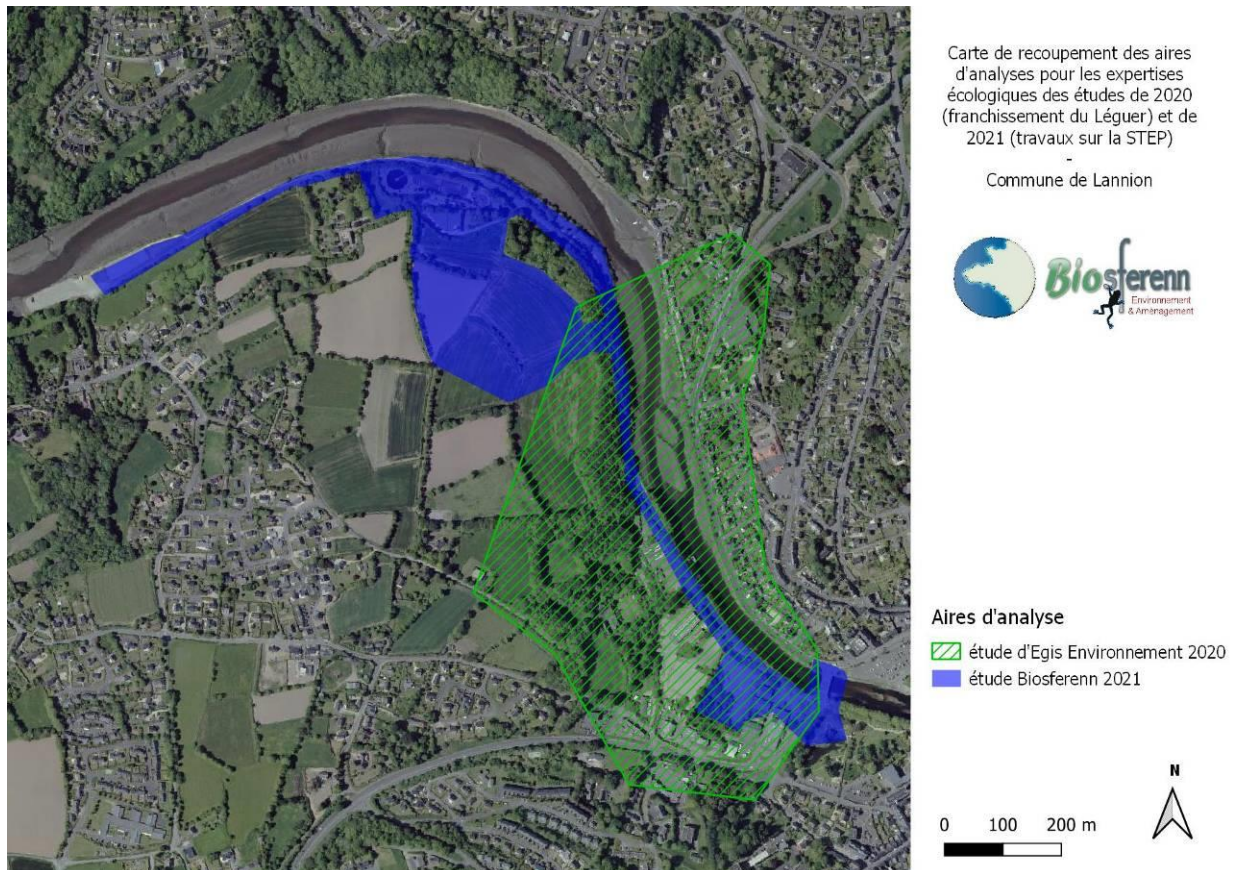 Carte de recoupement des aires
d'analyses pour les expertises
écologiques des études de 2020
(franchissement du Léguer) et de
2021 (travaux sur la STEP)
-
Commune de Lannion
Biosferenn
Environnement
& Aménagement
Aires d'analyse
étude d'Egis Environnement 2020
étude Biosferenn 2021
N
0 100 200 m